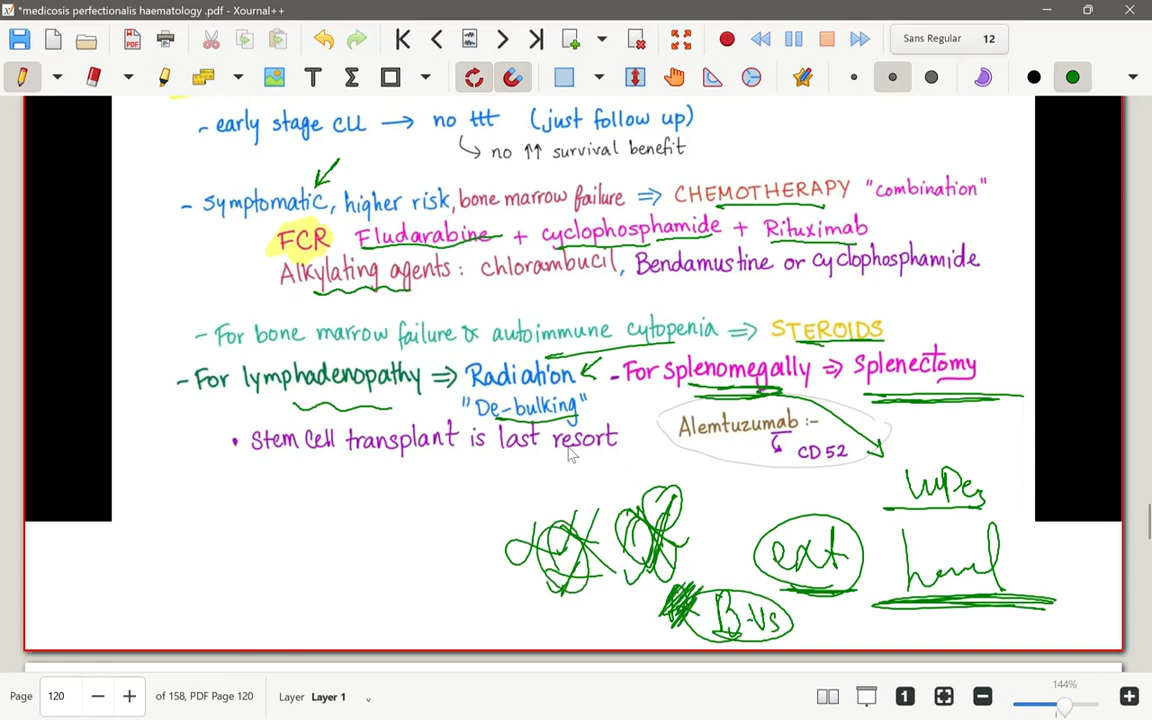 *medicosis perfectionalis haematology .pdf - Xournal++
Sans Regular 12
- early stage CLL → no ttt (just follow up)
↳ no ↑↑ survival benefit
- symptomatic, higher risk, bone marrow failure ⇒ CHEMOTHERAPY "combination"
FCR Fludarabine + cyclophosphamide + Rituximab
Alkylating agents: chlorambucil, Bendamustine or cyclophosphamide
- For bone marrow failure & autoimmune cytopenia ⇒ STEROIDS
- For lymphadenopathy ⇒ Radiation - For splenomegally ⇒ Splenectomy
"De-bulking"
Alemtuzumab :-
• Stem cell transplant is last resort
CD 52
ext
B.Vs
Page 120 of 158, PDF Page 120 Layer Layer 1
144%